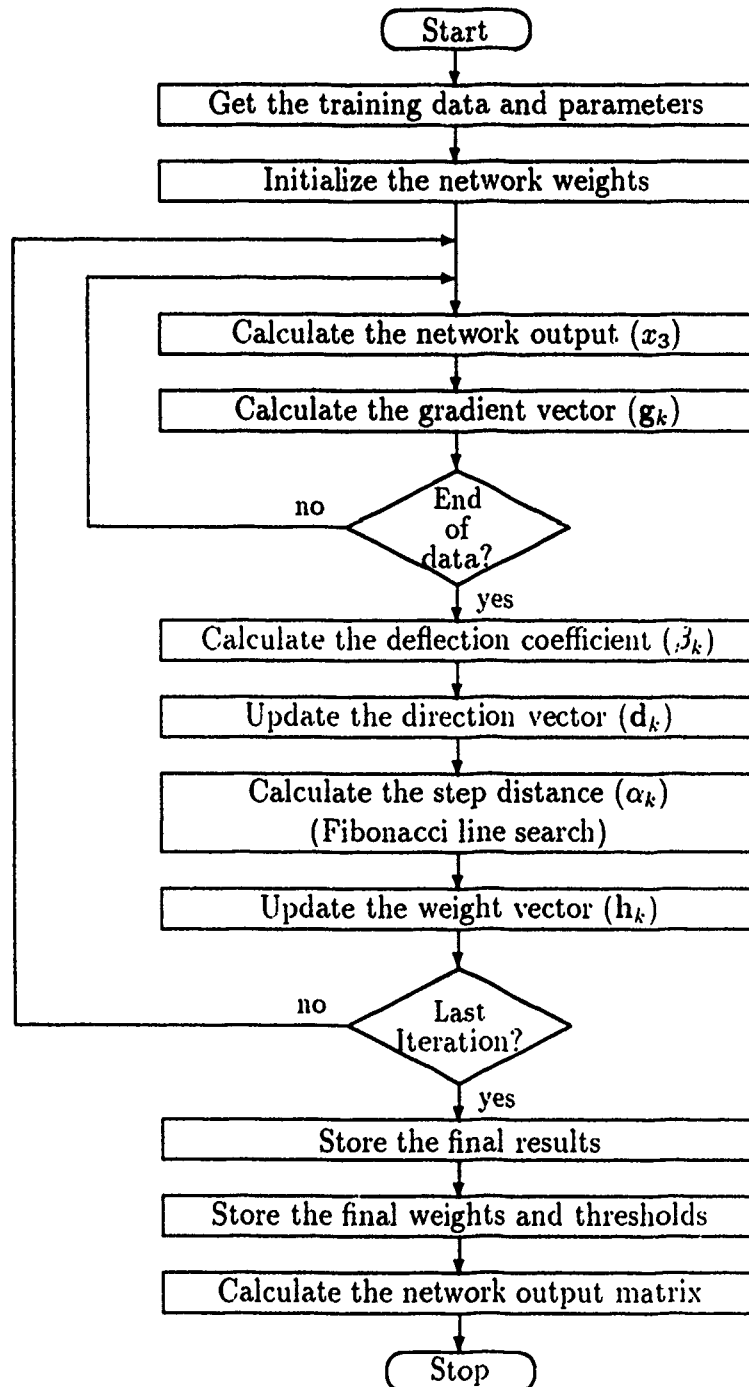 Start
Get the training data and parameters
Initialize the network weights
Calculate the network output (x₃)
Calculate the gradient vector (gₖ)
no
End
of
data?
yes
Calculate the deflection coefficient (βₖ)
Update the direction vector (dₖ)
Calculate the step distance (αₖ)
(Fibonacci line search)
Update the weight vector (hₖ)
no
Last
Iteration?
yes
Store the final results
Store the final weights and thresholds
Calculate the network output matrix
Stop